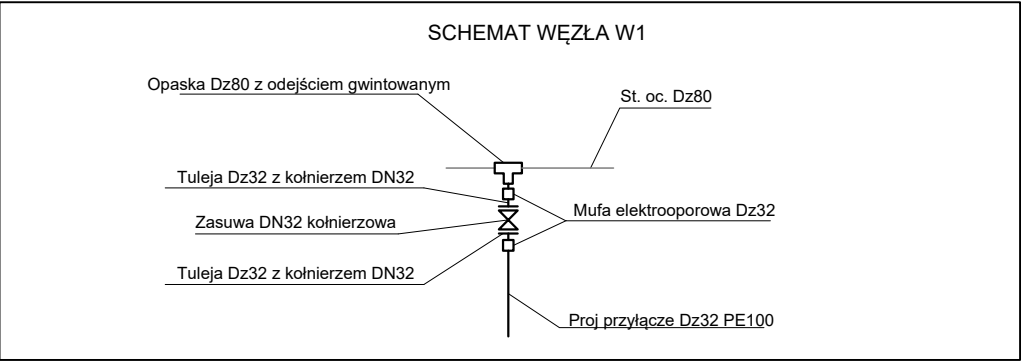 SCHEMAT WĘZŁA W1
Opaska Dz80 z odejściem gwintowanym
St. oc. Dz80
Tuleja Dz32 z kołnierzem DN32
Mufa elektrooporowa Dz32
Zasuwa DN32 kołnierzowa
Tuleja Dz32 z kołnierzem DN32
Proj przyłącze Dz32 PE100